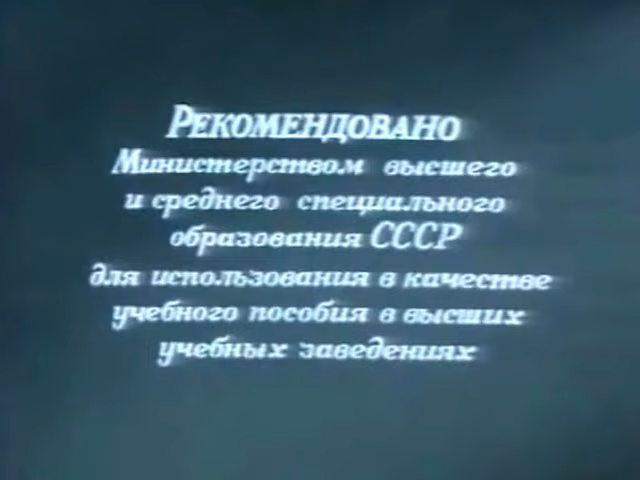 Рекомендовано
Министерством высшего
и среднего специального
образования СССР
для использования в качестве
учебного пособия в высших
учебных заведениях